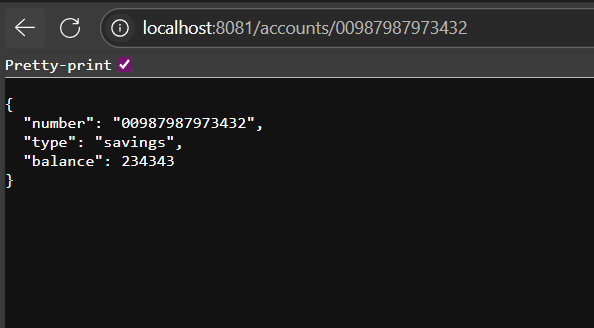 localhost:8081/accounts/00987987973432
Pretty-print
{
  "number": "00987987973432",
  "type": "savings",
  "balance": 234343
}